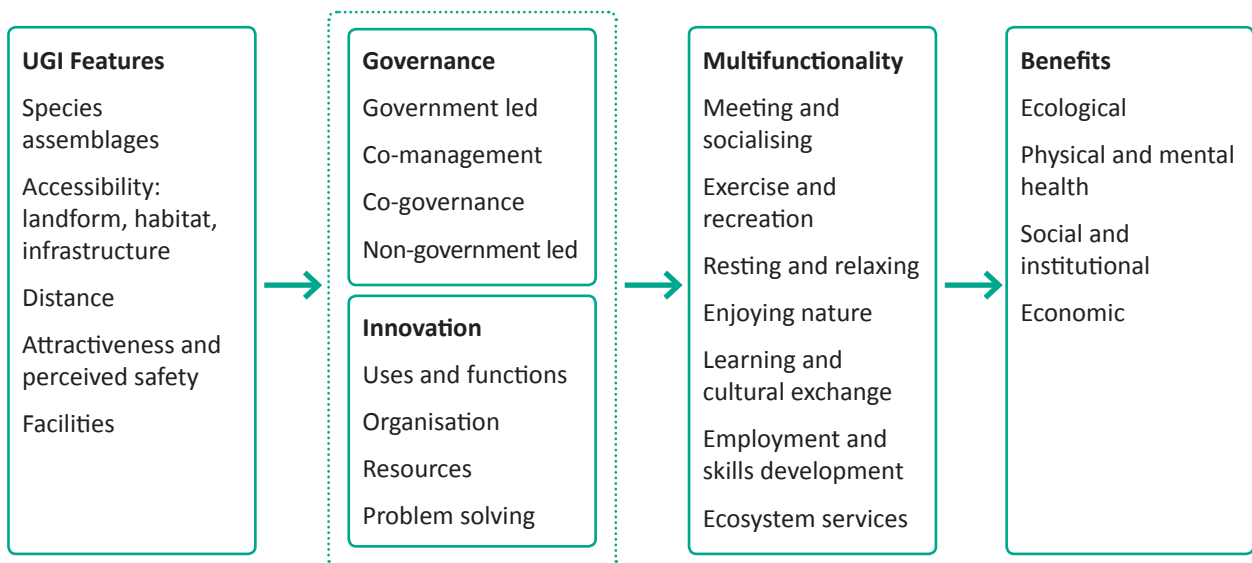 UGI Features
Species
assemblages
Accessibility:
landform, habitat,
infrastructure
Distance
Attractiveness and
perceived safety
Facilities
Governance
Government led
Co-management
Co-governance
Non-government led
Innovation
Uses and functions
Organisation
Resources
Problem solving
Multifunctionality
Meeting and
socialising
Exercise and
recreation
Resting and relaxing
Enjoying nature
Learning and
cultural exchange
Employment and
skills development
Ecosystem services
Benefits
Ecological
Physical and mental
health
Social and
institutional
Economic